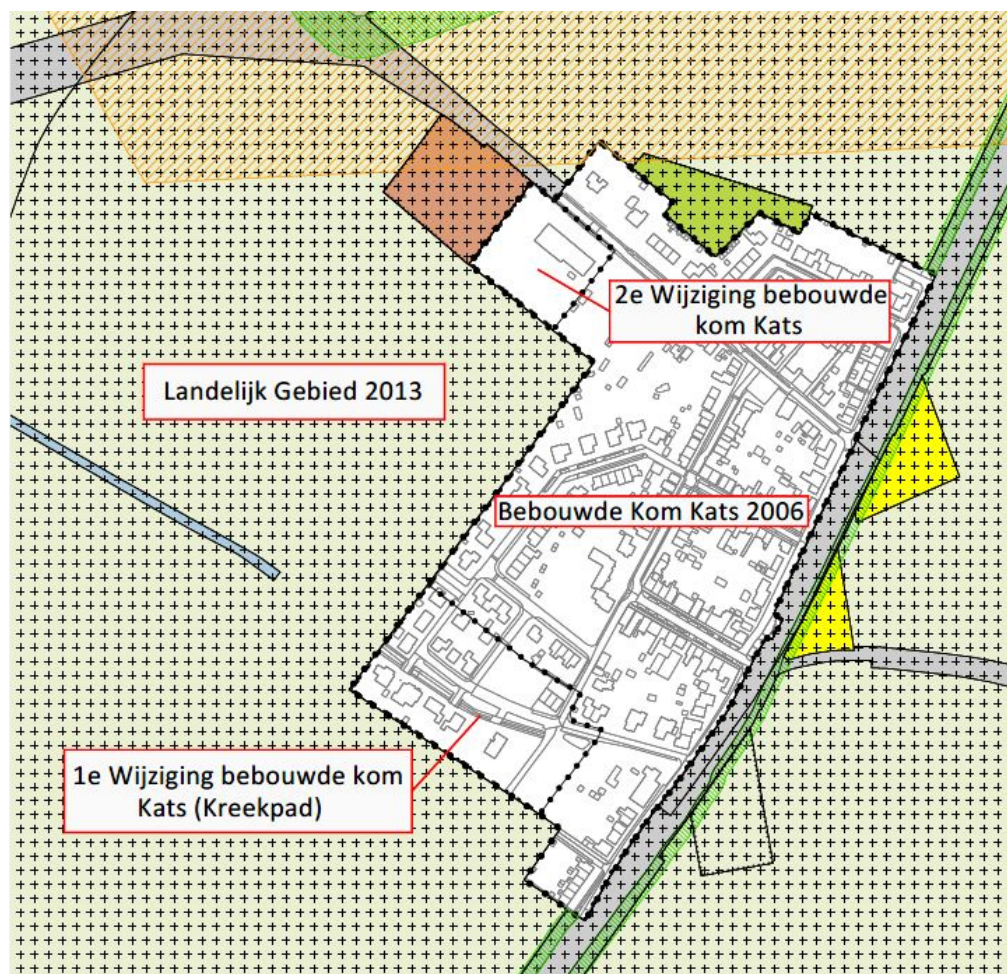 2e Wijziging bebouwde
kom Kats
Landelijk Gebied 2013
Bebouwde Kom Kats 2006
1e Wijziging bebouwde kom
Kats (Kreekpad)